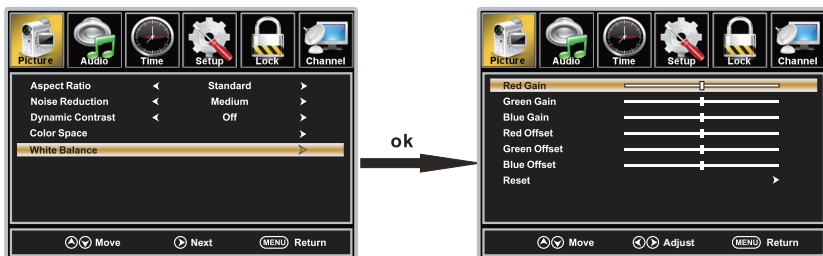 Picture Audio Time Setup Lock Channel
Aspect Ratio Standard
Noise Reduction Medium
Dynamic Contrast Off
Color Space
White Balance
Move Next MENU Return
ok
Picture Audio Time Setup Lock Channel
Red Gain
Green Gain
Blue Gain
Red Offset
Green Offset
Blue Offset
Reset
Move Adjust MENU Return